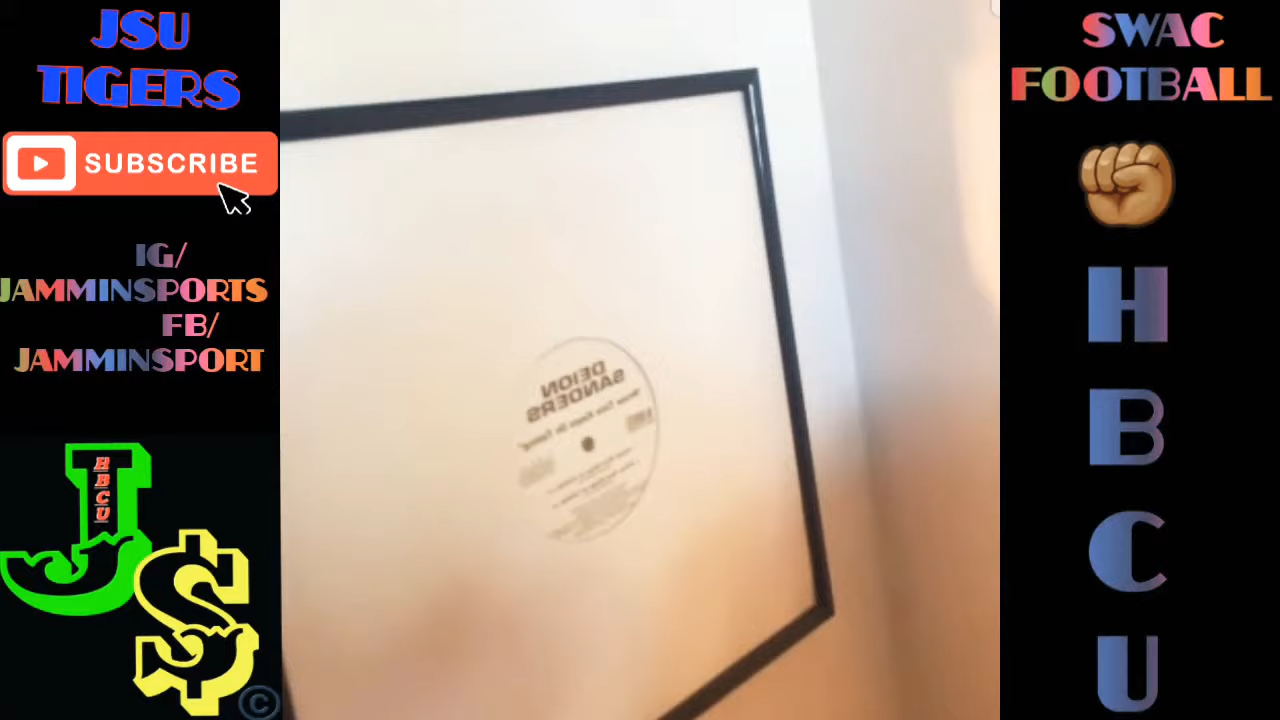 JSU
TIGERS
SUBSCRIBE
IG/
JAMMINSPORTS
FB/
JAMMINSPORT
HBCU
J
$
©
DEION
SANDERS
SWAC
FOOTBALL
H
B
C
U